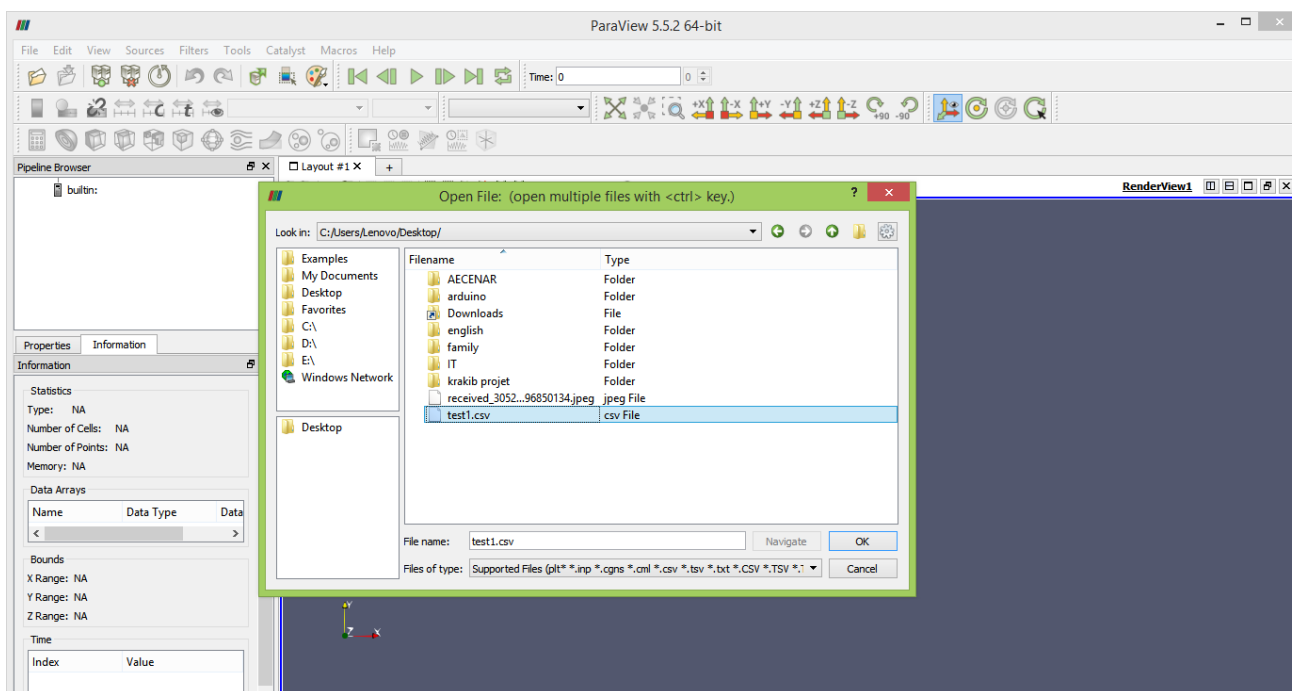 ParaView 5.5.2 64-bit
File Edit View Sources Filters Tools Catalyst Macros Help
Time: 0 0
+X -X +Y -Y +Z -Z +90 -90
Pipeline Browser
Layout #1
builtin:
RenderView1
Open File: (open multiple files with <ctrl> key.)
Look in: C:/Users/Lenovo/Desktop/
Examples
My Documents
Desktop
Favorites
C:\
D:\
E:\
Windows Network
Desktop
Filename Type
AECENAR Folder
arduino Folder
Downloads File
english Folder
family Folder
IT Folder
krakib projet Folder
received_3052...96850134.jpeg jpeg File
test1.csv csv File
File name: test1.csv Navigate OK
Files of type: Supported Files (plt* *.inp *.cgns *.cml *.csv *.tsv *.txt *.CSV *.TSV Cancel
Properties Information
Information
Statistics
Type: NA
Number of Cells: NA
Number of Points: NA
Memory: NA
Data Arrays
Name Data Type Data
Bounds
X Range: NA
Y Range: NA
Z Range: NA
Time
Index Value
Y
Z X